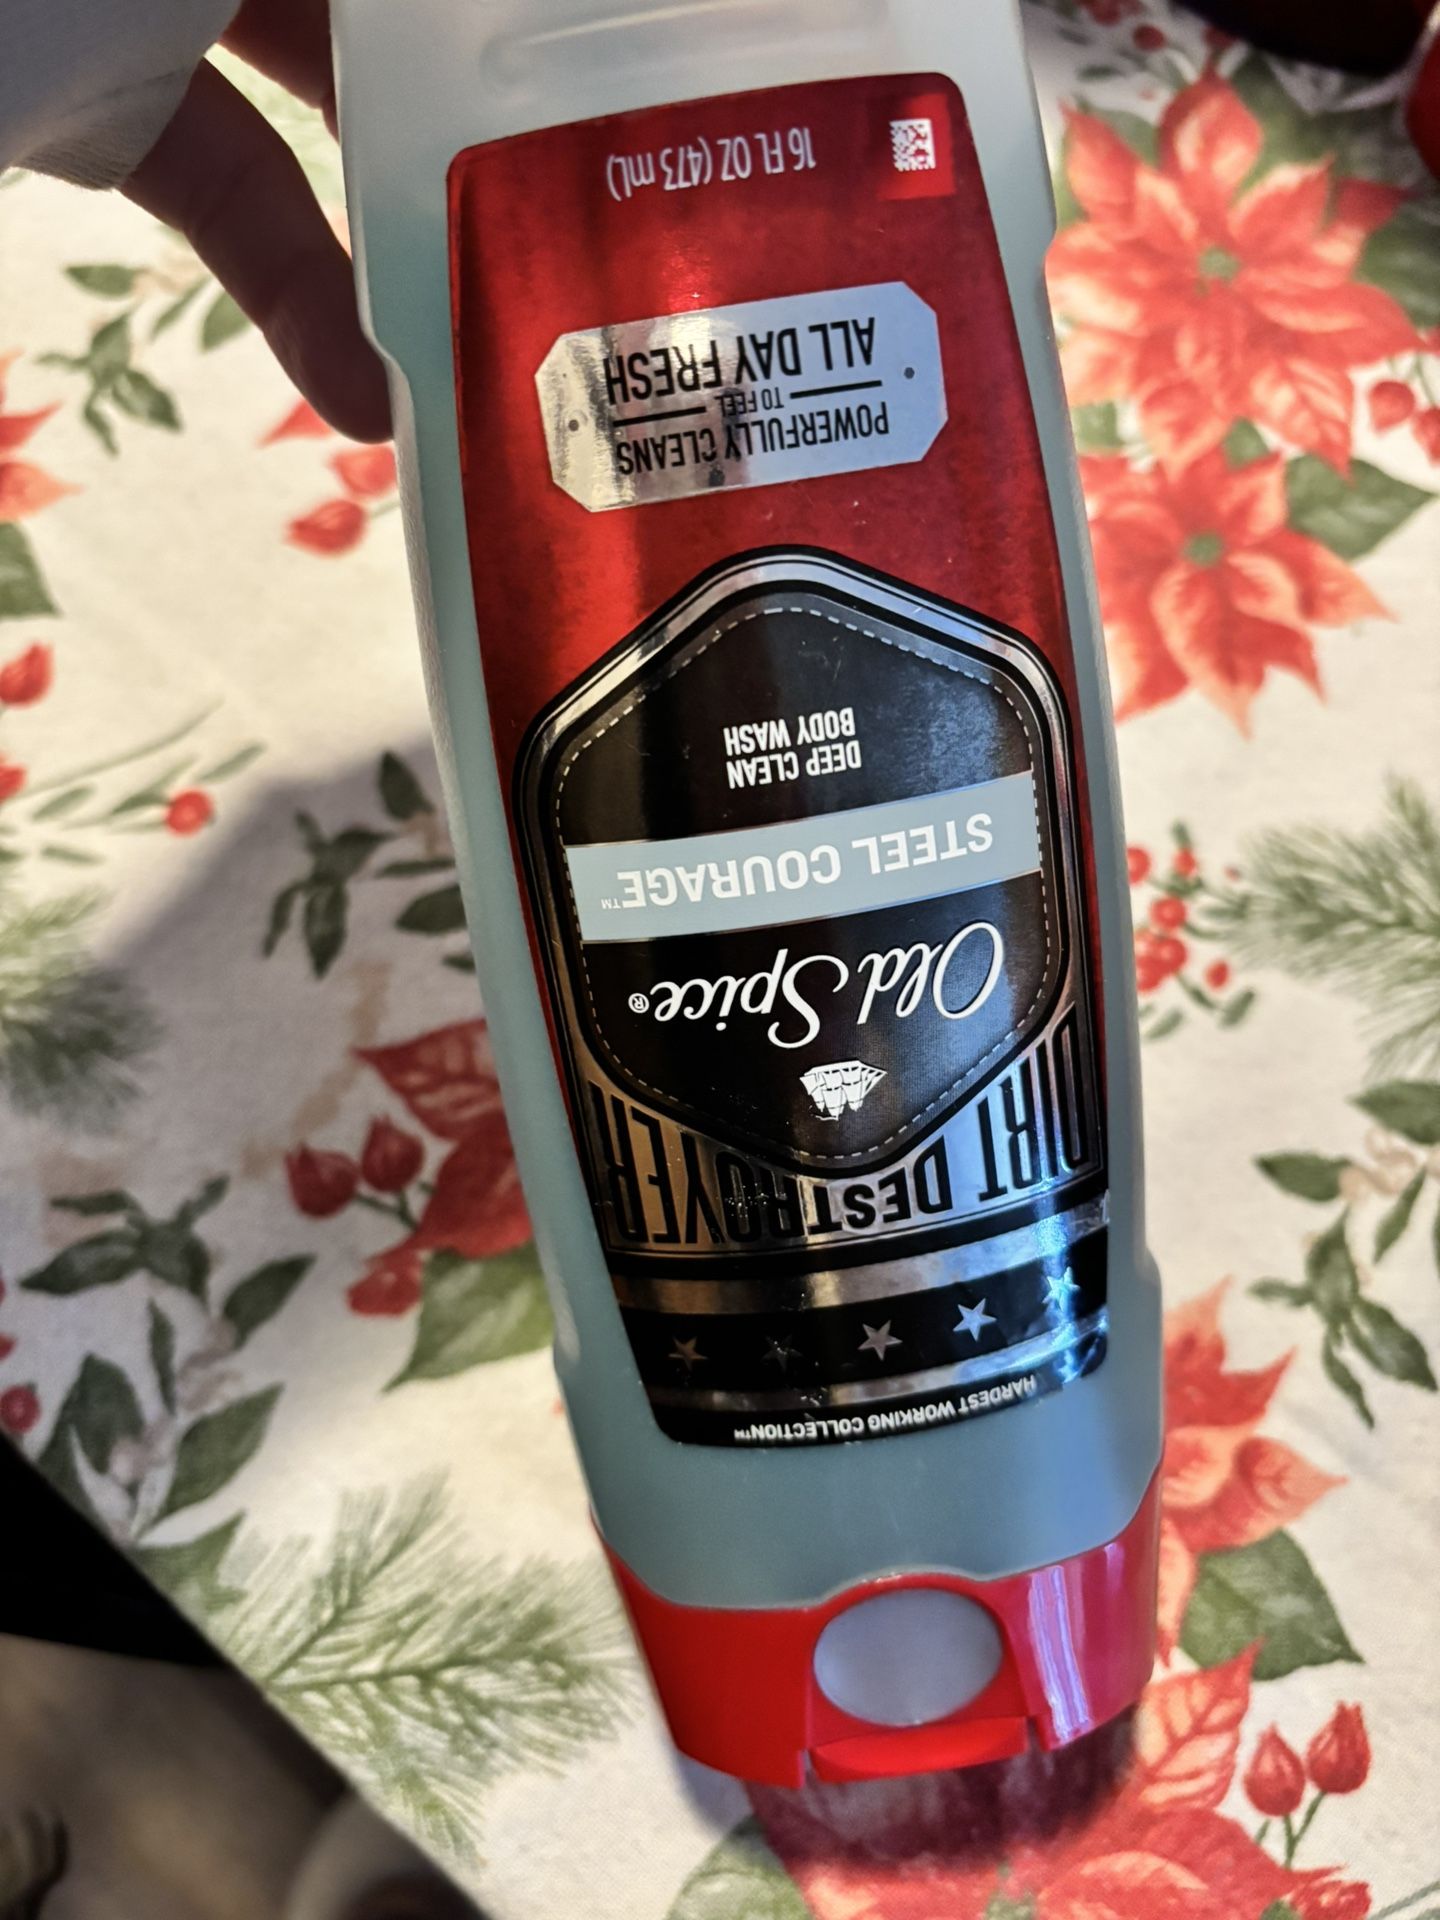 HARDEST WORKING COLLECTION™
DIRT DESTROYER
Old Spice®
STEEL COURAGE™
DEEP CLEAN
BODY WASH
POWERFULLY CLEANS
TO FEEL
ALL DAY FRESH
16 FL OZ (473 mL)